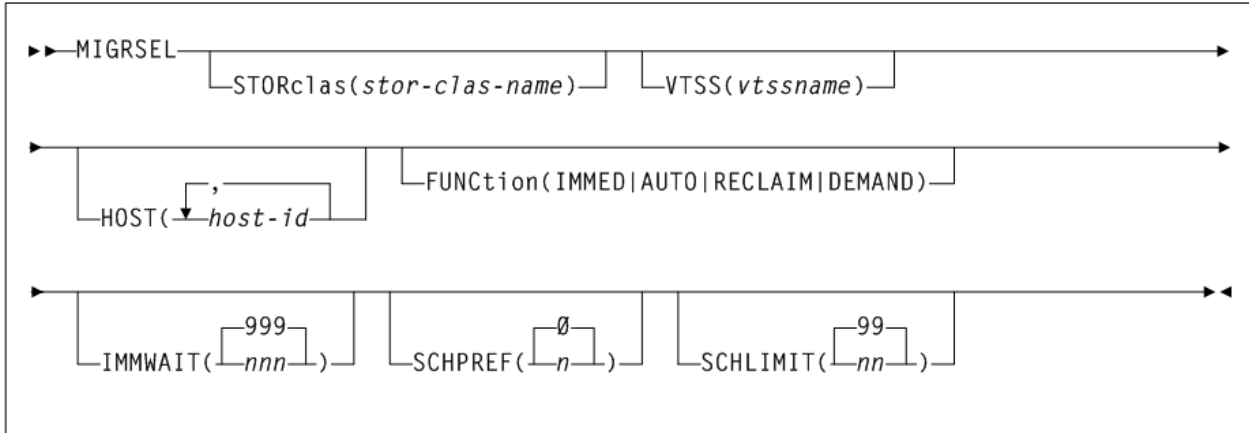 MIGRSEL
STORclas(stor-clas-name) VTSS(vtssname)
,
HOST( host-id FUNCtion(IMMED|AUTO|RECLAIM|DEMAND)
999 Ø 99
IMMWAIT( nnn ) SCHPREF( n ) SCHLIMIT( nn )